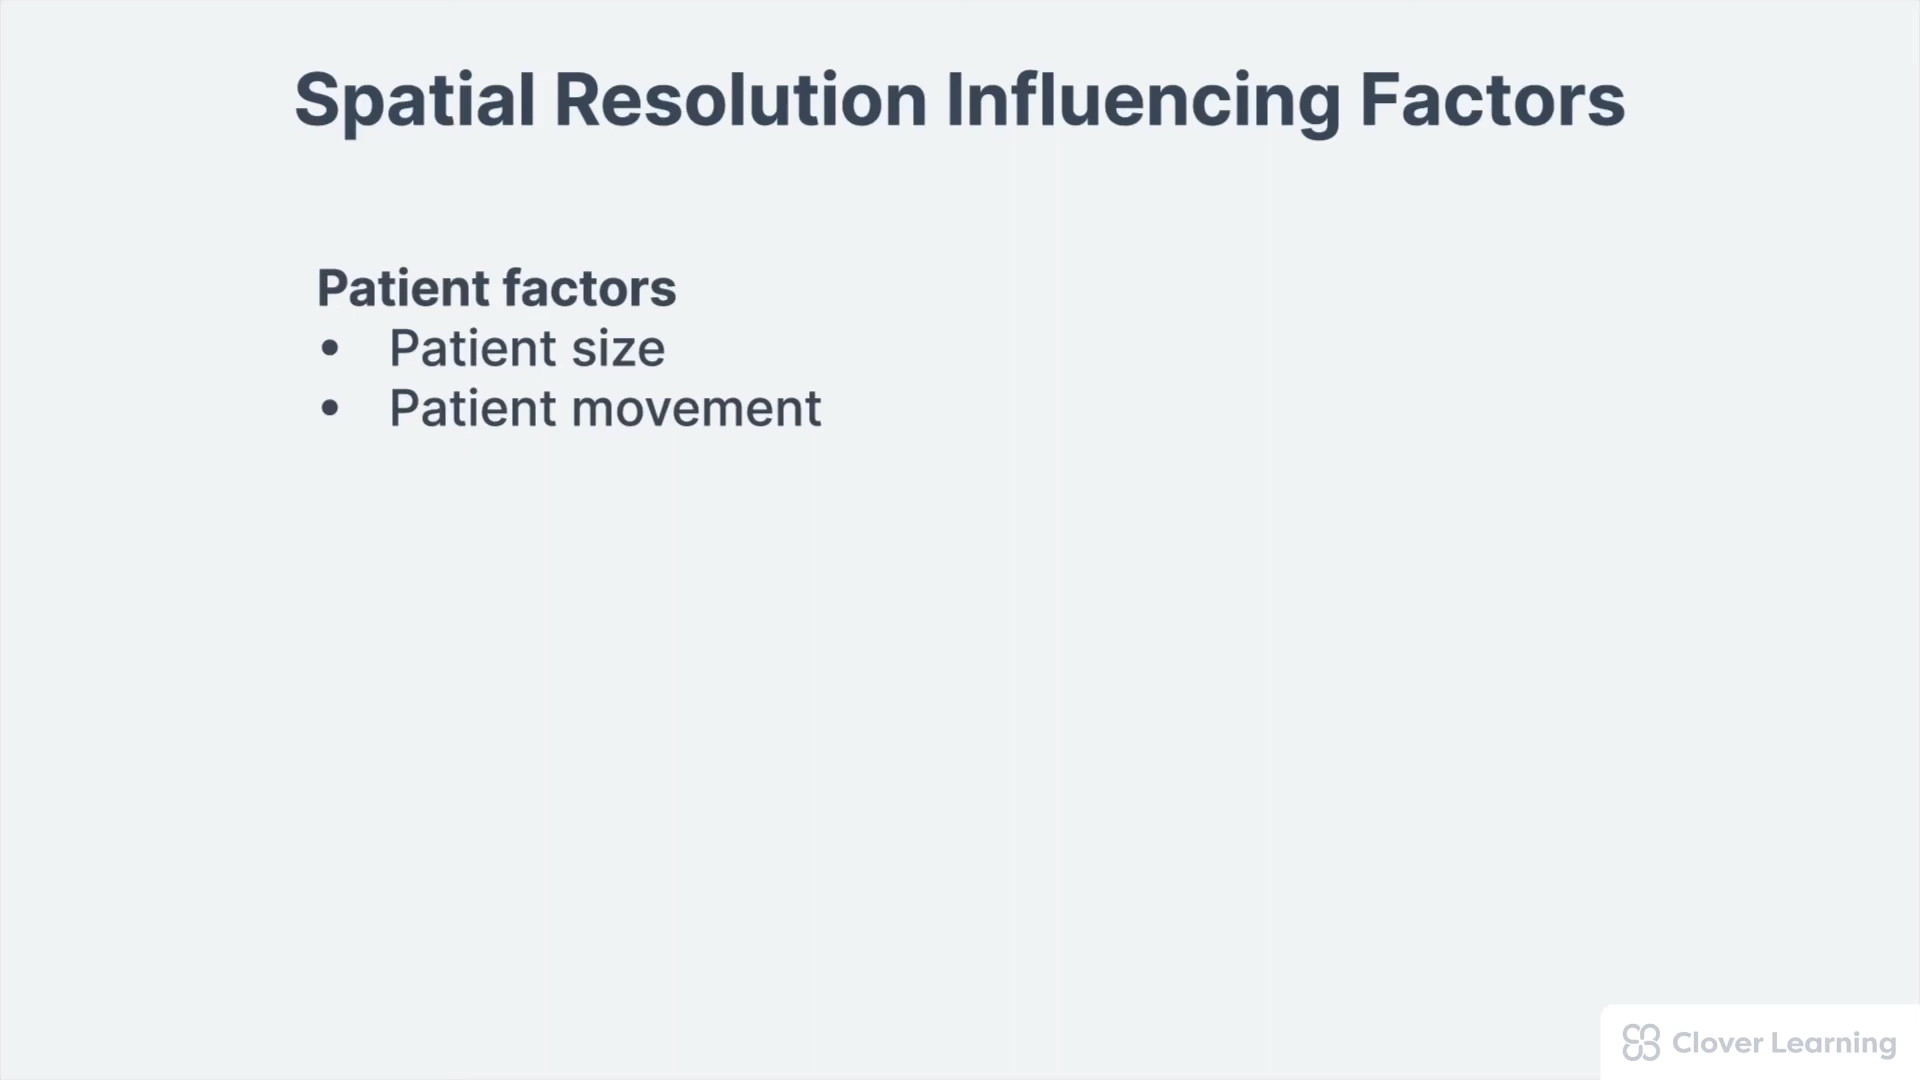 Spatial Resolution Influencing Factors
Patient factors
• Patient size
• Patient movement
Clover Learning